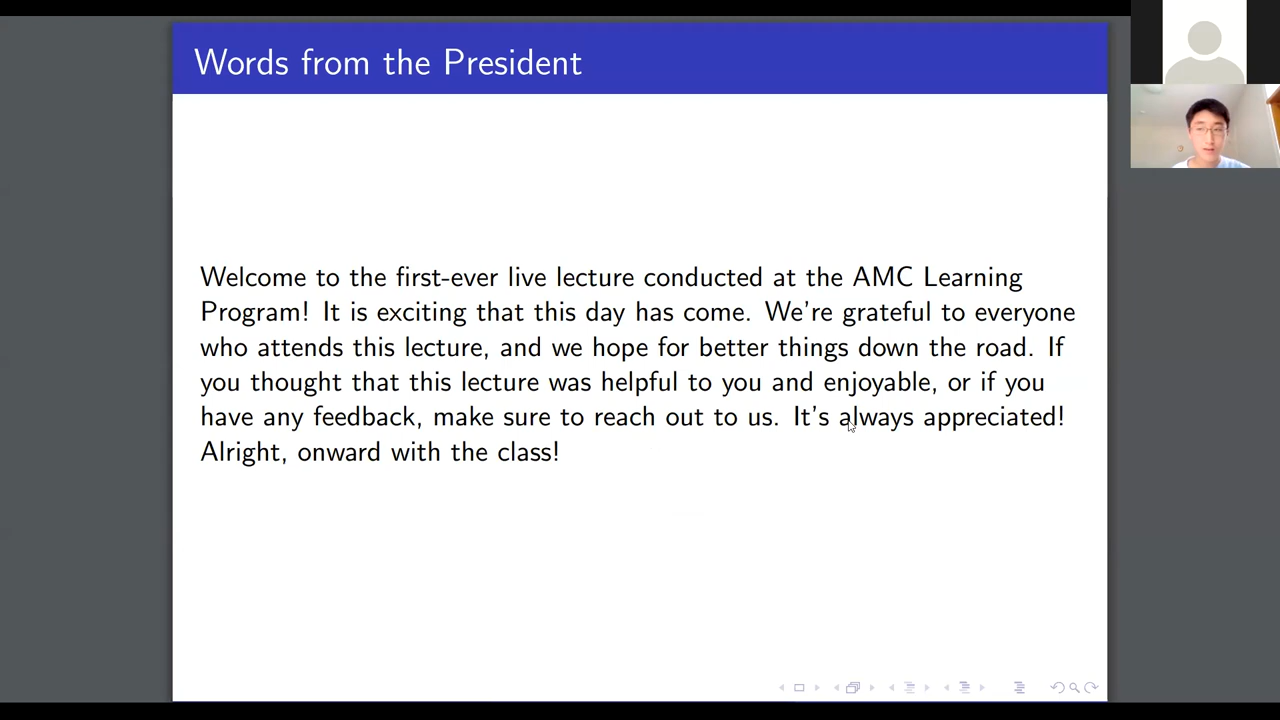 Words from the President
Welcome to the first-ever live lecture conducted at the AMC Learning
Program! It is exciting that this day has come. We're grateful to everyone
who attends this lecture, and we hope for better things down the road. If
you thought that this lecture was helpful to you and enjoyable, or if you
have any feedback, make sure to reach out to us. It's always appreciated!
Alright, onward with the class!